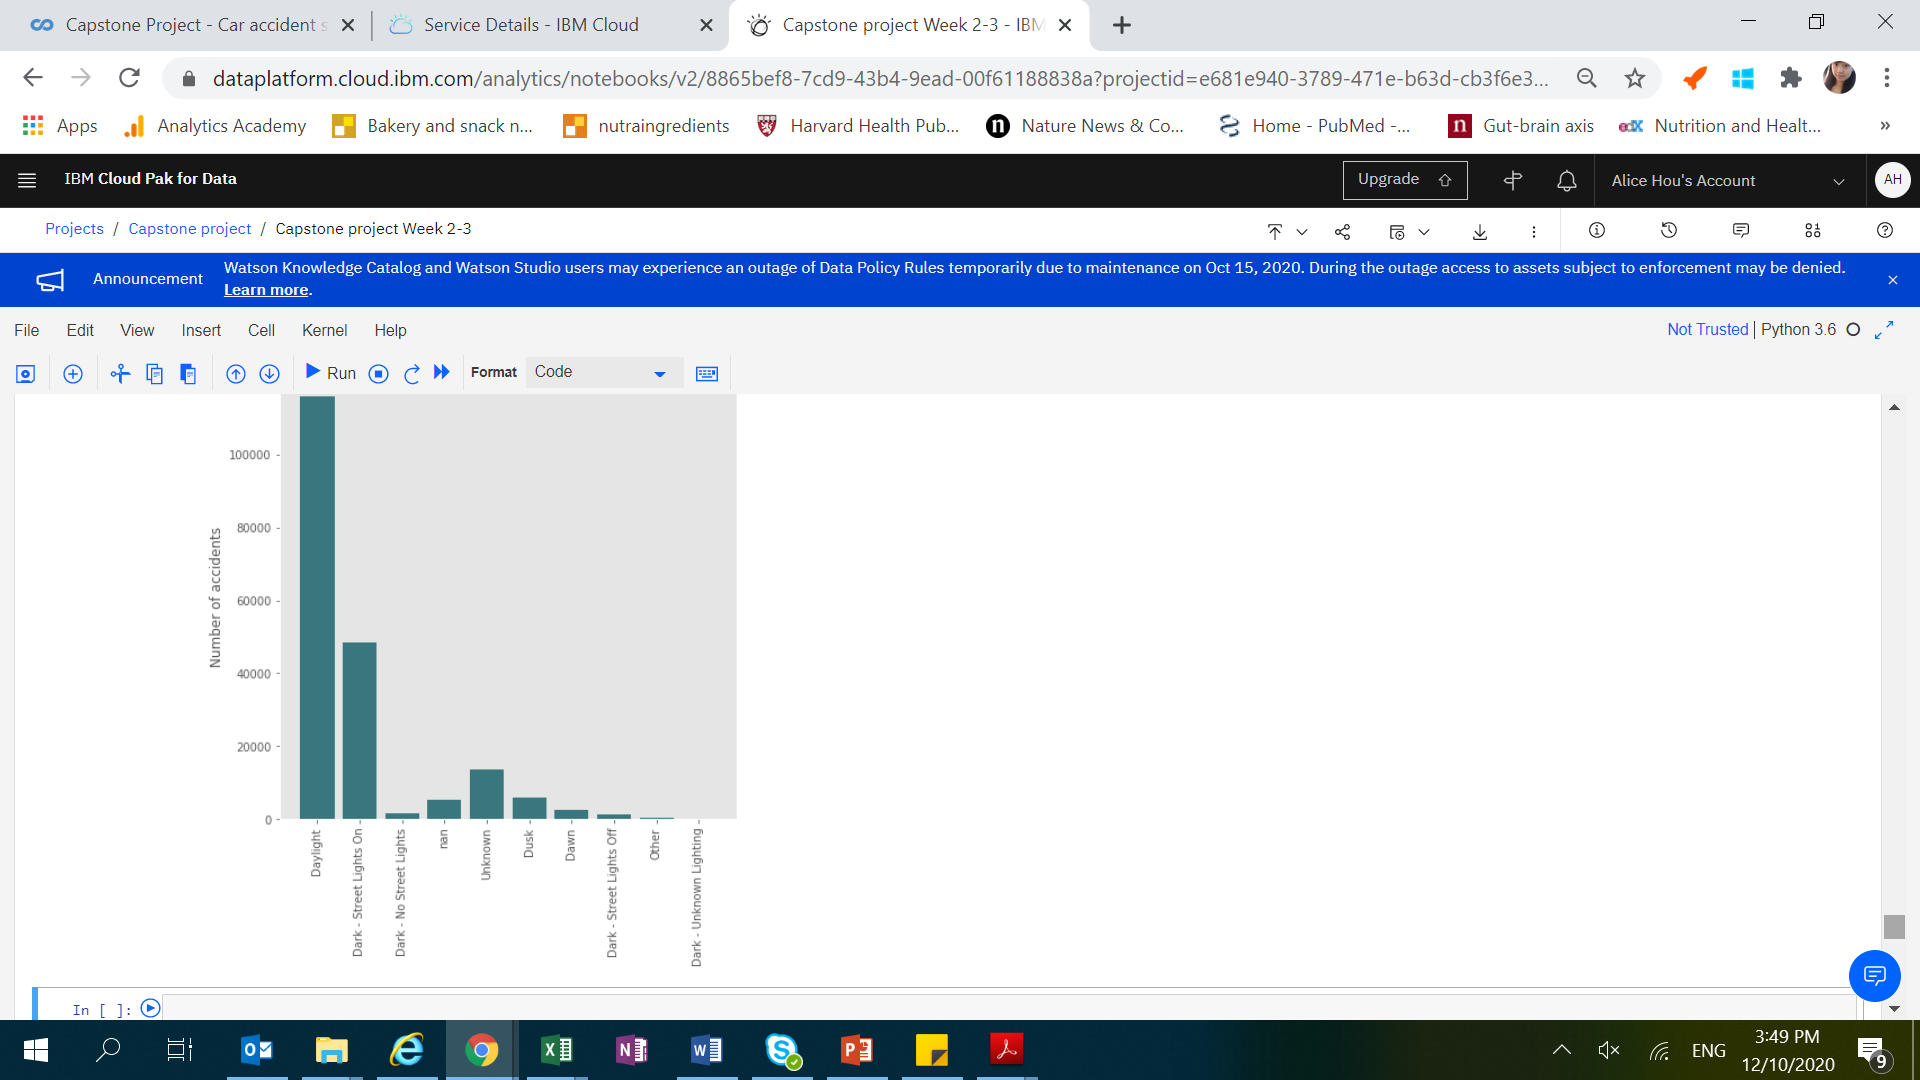 Capstone Project - Car accident s
Service Details - IBM Cloud
Capstone project Week 2-3 - IBM
dataplatform.cloud.ibm.com/analytics/notebooks/v2/8865bef8-7cd9-43b4-9ead-00f61188838a?projectid=e681e940-3789-471e-b63d-cb3f6e3...
Apps
Analytics Academy
Bakery and snack n...
nutraingredients
Harvard Health Pub...
Nature News & Co...
Home - PubMed -...
Gut-brain axis
Nutrition and Healt...
»
IBM Cloud Pak for Data
Upgrade
Alice Hou's Account
AH
Projects / Capstone project / Capstone project Week 2-3
Announcement
Watson Knowledge Catalog and Watson Studio users may experience an outage of Data Policy Rules temporarily due to maintenance on Oct 15, 2020. During the outage access to assets subject to enforcement may be denied.
Learn more.
File Edit View Insert Cell Kernel Help
Not Trusted | Python 3.6
Run
Format
Code
Number of accidents
100000
80000
60000
40000
20000
0
Daylight
Dark - Street Lights On
Dark - No Street Lights
nan
Unknown
Dusk
Dawn
Dark - Street Lights Off
Other
Dark - Unknown Lighting
In [ ]:
ENG
3:49 PM
12/10/2020
9